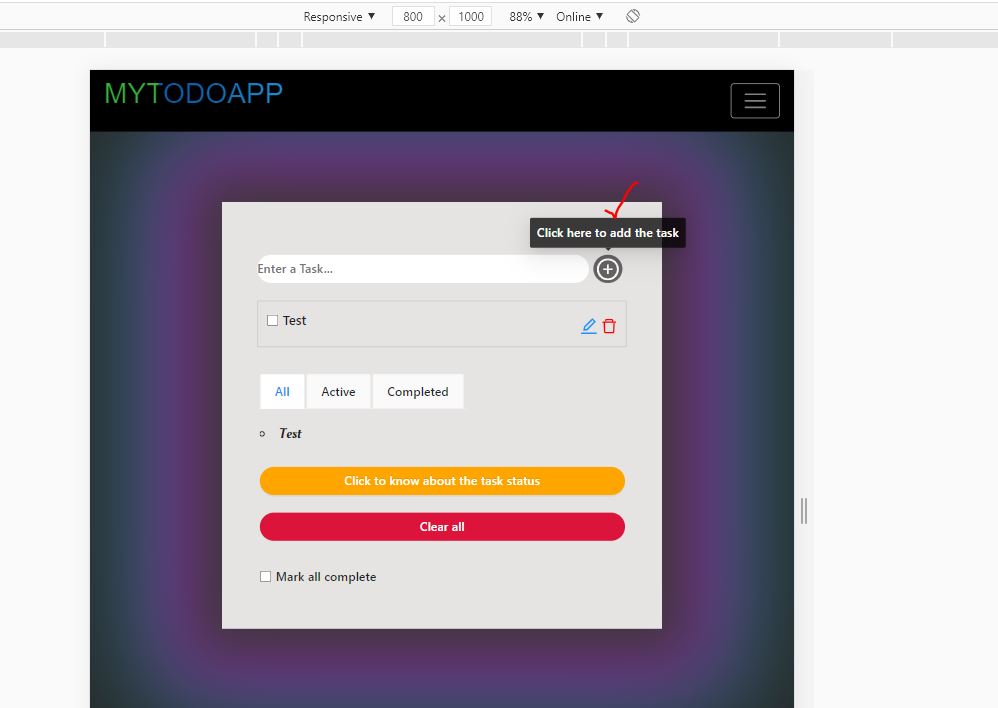 Responsive ▼ 800 × 1000 88% ▼ Online ▼
MYTODOAPP
Click here to add the task
Enter a Task...
Test
All Active Completed
Test
Click to know about the task status
Clear all
Mark all complete